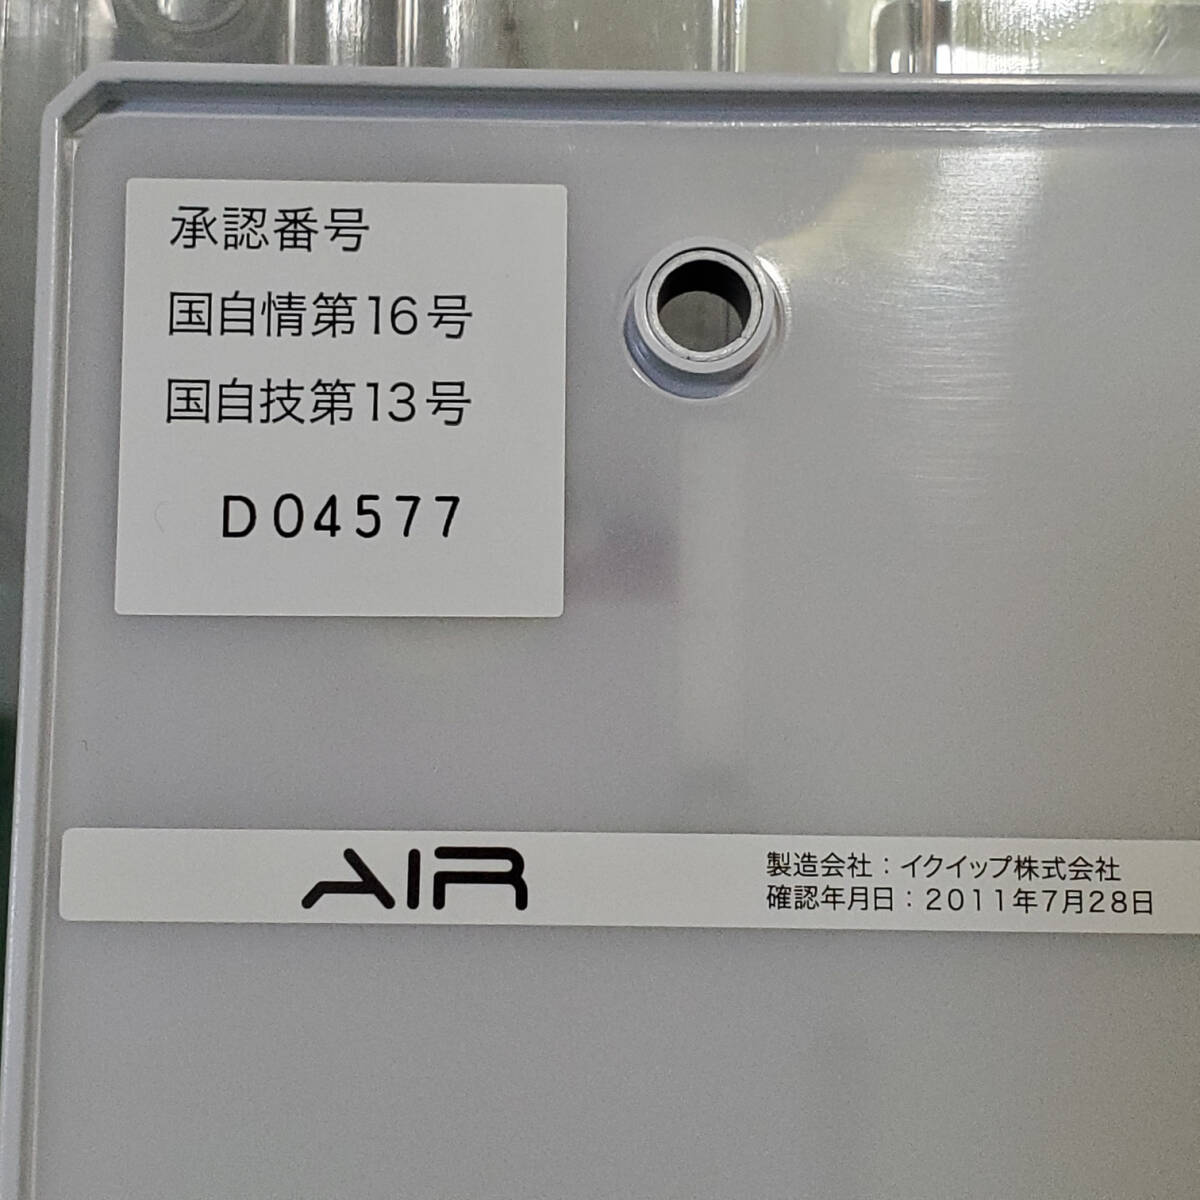 承認番号
国自情第16号
国自技第13号
D04577
AIR
製造会社：イクイップ株式会社
確認年月日：2011年7月28日